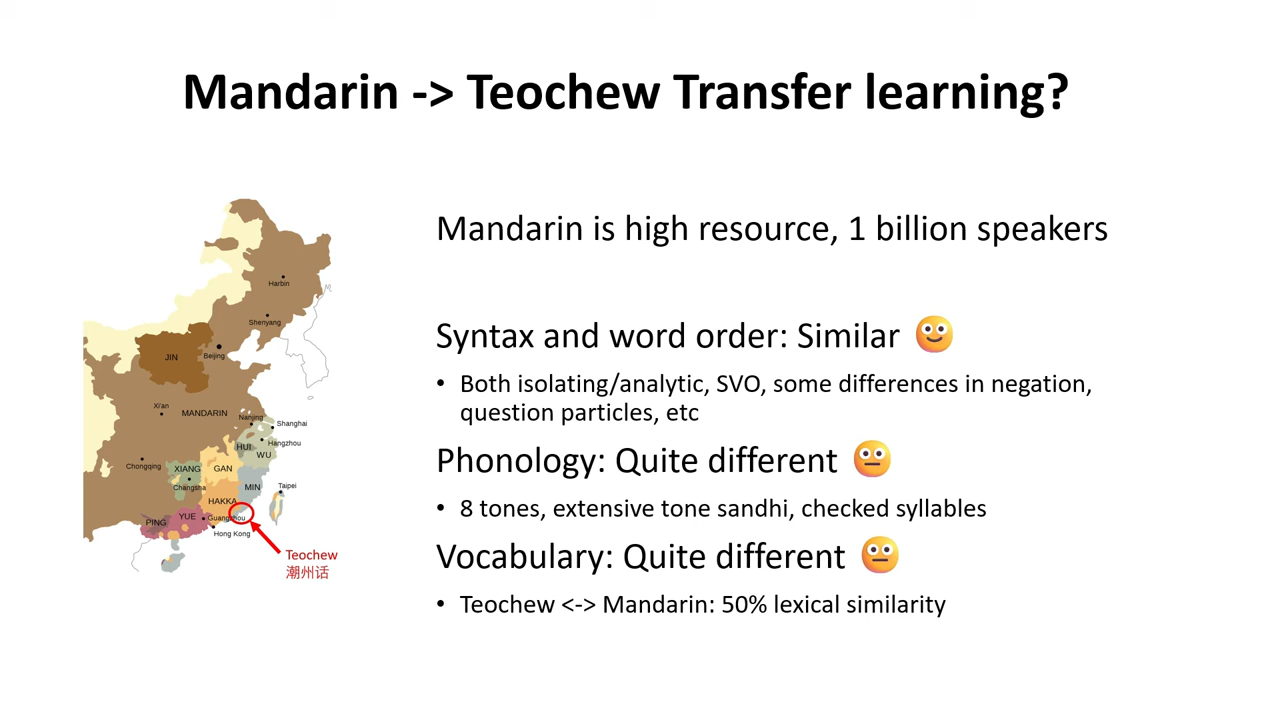 Mandarin -> Teochew Transfer learning?
Harbin
Shenyang
JIN
Beijing
Xi'an
MANDARIN
Nanjing
Shanghai
HUI
Hangzhou
WU
Chongqing
XIANG
GAN
Changsha
MIN
Taipei
HAKKA
PING
YUE
Guangzhou
Hong Kong
Teochew
潮州话
Mandarin is high resource, 1 billion speakers
Syntax and word order: Similar
• Both isolating/analytic, SVO, some differences in negation,
question particles, etc
Phonology: Quite different
• 8 tones, extensive tone sandhi, checked syllables
Vocabulary: Quite different
• Teochew <-> Mandarin: 50% lexical similarity